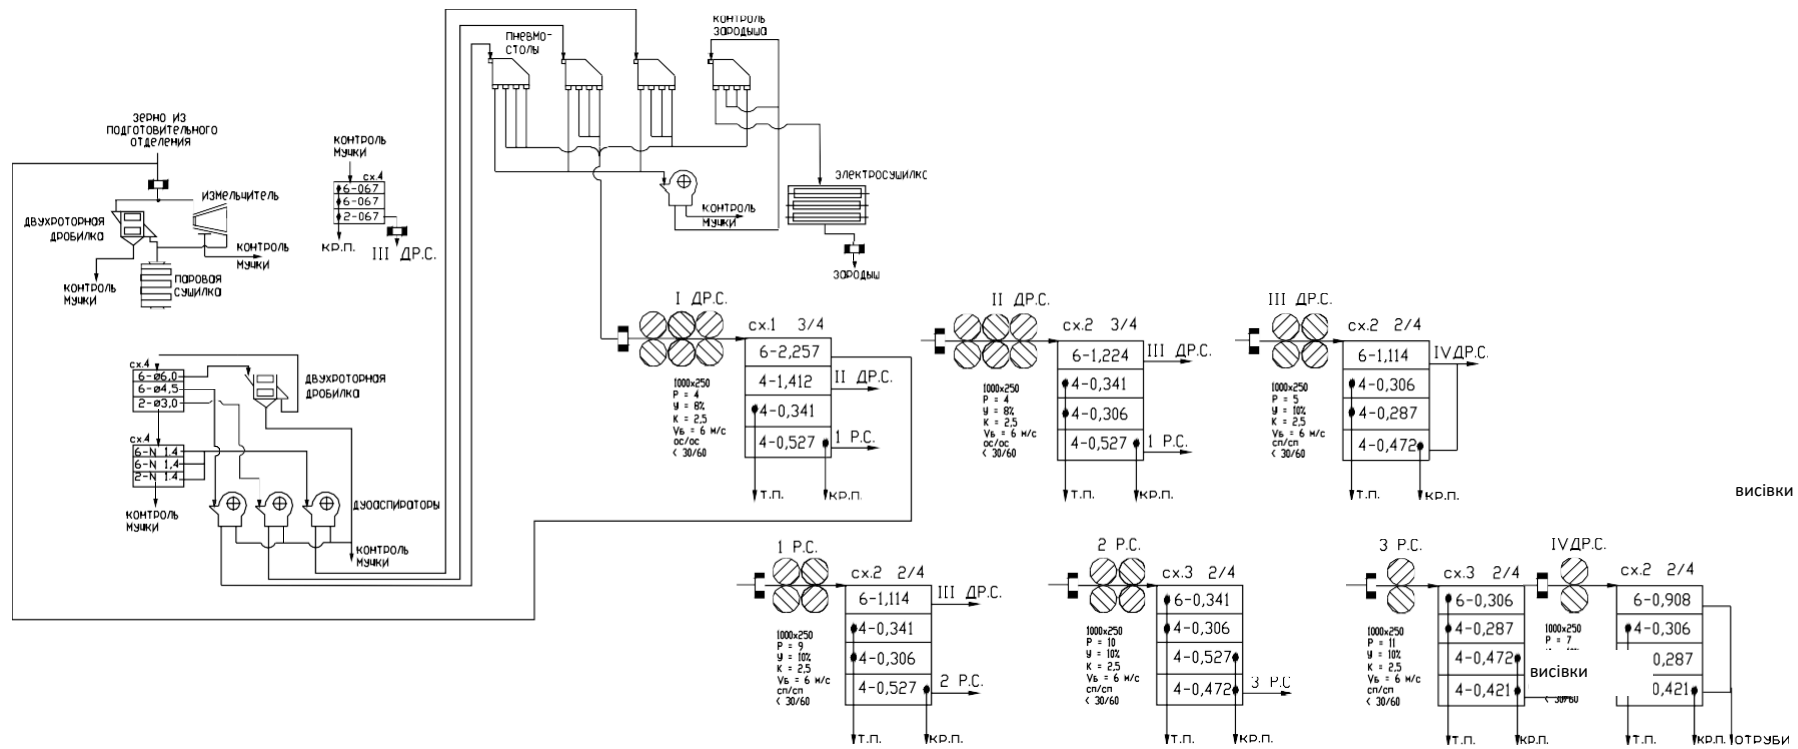 КОНТРОЛЬ
ЗАРОДЫША
ПНЕВМО-
СТОЛЫ
ЗЕРНО ИЗ
ПОДГОТОВИТЕЛЬНОГО
ОТДЕЛЕНИЯ
КОНТРОЛЬ
МУЧКИ
сх.4
6-067
6-067
2-067
КР.П.
III ДР.С.
ИЗМЕЛЬЧИТЕЛЬ
ДВУХРОТОРНАЯ
ДРОБИЛКА
КОНТРОЛЬ
МУЧКИ
КОНТРОЛЬ
МУЧКИ
ПАРОВАЯ
СУШИЛКА
КОНТРОЛЬ
МУЧКИ
ЭЛЕКТРОСУШИЛКА
ЗАРОДЫШ
сх.4
6-ø6,0
6-ø4,5
2-ø3,0
ДВУХРОТОРНАЯ
ДРОБИЛКА
сх.4
6-N 1.4
6-N 1,4
2-N 1.4
КОНТРОЛЬ
МУЧКИ
ДУОАСПИРАТОРЫ
КОНТРОЛЬ
МУЧКИ
I ДР.С.
сх.1 3/4
6-2,257
4-1,412
4-0,341
4-0,527
II ДР.С.
1 Р.С.
1000х250
Р = 4
У = 8%
К = 2,5
Vб = 6 м/с
ос/ос
< 30/60
Т.П.
КР.П.
II ДР.С.
сх.2 3/4
6-1,224
4-0,341
4-0,306
4-0,527
III ДР.С.
1 Р.С.
1000х250
Р = 4
У = 8%
К = 2,5
Vб = 6 м/с
ос/ос
< 30/60
Т.П.
КР.П.
III ДР.С.
сх.2 2/4
6-1,114
4-0,306
4-0,287
4-0,472
IVДР.С.
1000х250
Р = 5
У = 10%
К = 2,5
Vб = 6 м/с
сп/сп
< 30/60
Т.П.
КР.П.
висівки
1 Р.С.
сх.2 2/4
6-1,114
4-0,341
4-0,306
4-0,527
III ДР.С.
2 Р.С.
1000х250
Р = 9
У = 10%
К = 2,5
Vб = 6 м/с
сп/сп
< 30/60
Т.П.
КР.П.
2 Р.С.
сх.3 2/4
6-0,341
4-0,306
4-0,527
4-0,472
3 Р.С
1000х250
Р = 10
У = 10%
К = 2,5
Vб = 6 м/с
сп/сп
< 30/60
Т.П.
КР.П.
3 Р.С.
сх.3 2/4
6-0,306
4-0,287
4-0,472
4-0,421
1000х250
Р = 11
У = 10%
К = 2,5
Vб = 6 м/с
сп/сп
< 30/60
Т.П.
КР.П.
IVДР.С.
сх.2 2/4
6-0,908
4-0,306
0,287
0,421
1000х250
Р = 7
висівки
< 30/60
Т.П.
КР.П.
ОТРУБИ